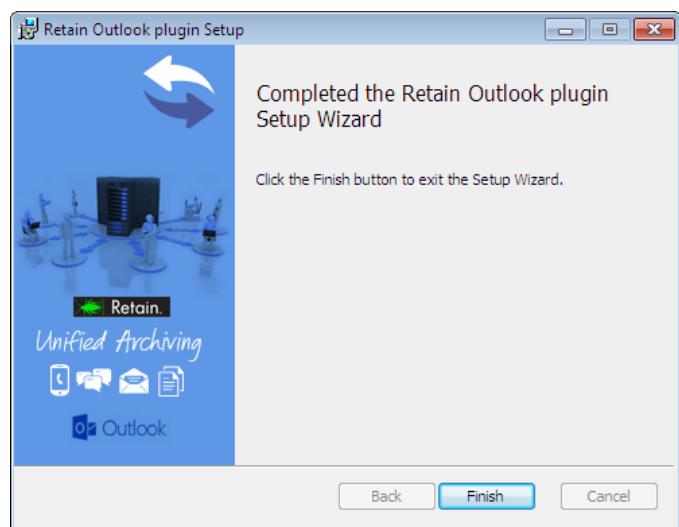 Retain Outlook plugin Setup
Completed the Retain Outlook plugin
Setup Wizard
Click the Finish button to exit the Setup Wizard.
Retain.
Unified Archiving
Outlook
Back
Finish
Cancel